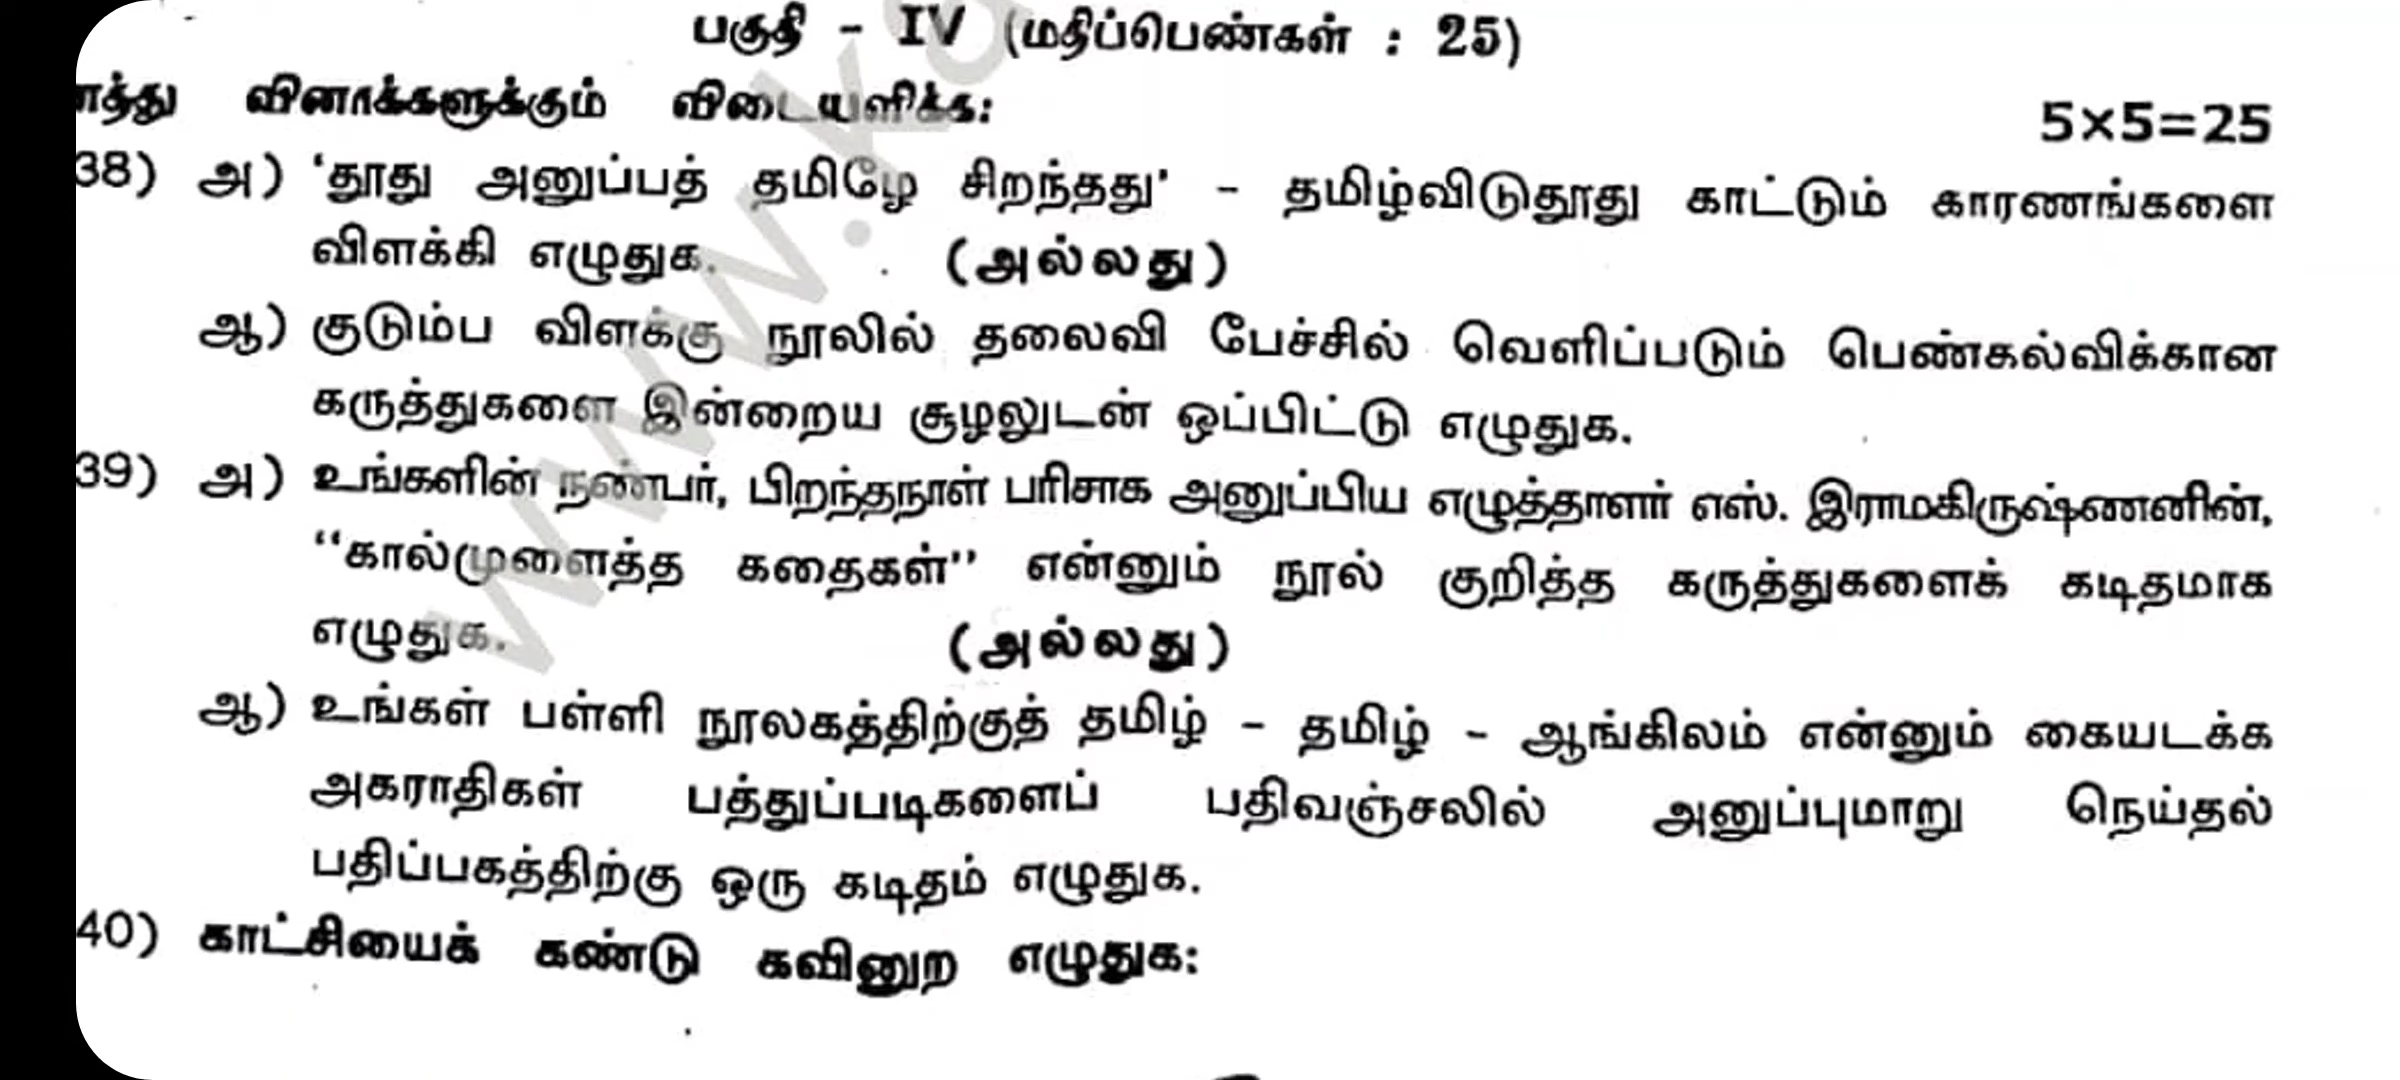 பகுதி - IV (மதிப்பெண்கள் : 25)
வினாக்களுக்கும் விடையளிக்க: 5×5=25
38) அ) ‘தூது அனுப்பத் தமிழே சிறந்தது’ - தமிழ்விடுதூது காட்டும் காரணங்களை
விளக்கி எழுதுக. (அல்லது)
ஆ) குடும்ப விளக்கு நூலில் தலைவி பேச்சில் வெளிப்படும் பெண்கல்விக்கான
கருத்துகளை இன்றைய சூழலுடன் ஒப்பிட்டு எழுதுக.
39) அ) உங்களின் நண்பர், பிறந்தநாள் பரிசாக அனுப்பிய எழுத்தாளர் எஸ். இராமகிருஷ்ணனின்,
‘‘கால்முளைத்த கதைகள்’’ என்னும் நூல் குறித்த கருத்துகளைக் கடிதமாக
எழுதுக. (அல்லது)
ஆ) உங்கள் பள்ளி நூலகத்திற்குத் தமிழ் - தமிழ் - ஆங்கிலம் என்னும் கையடக்க
அகராதிகள் பத்துப்படிகளைப் பதிவஞ்சலில் அனுப்புமாறு நெய்தல்
பதிப்பகத்திற்கு ஒரு கடிதம் எழுதுக.
40) காட்சியைக் கண்டு கவினுற எழுதுக: